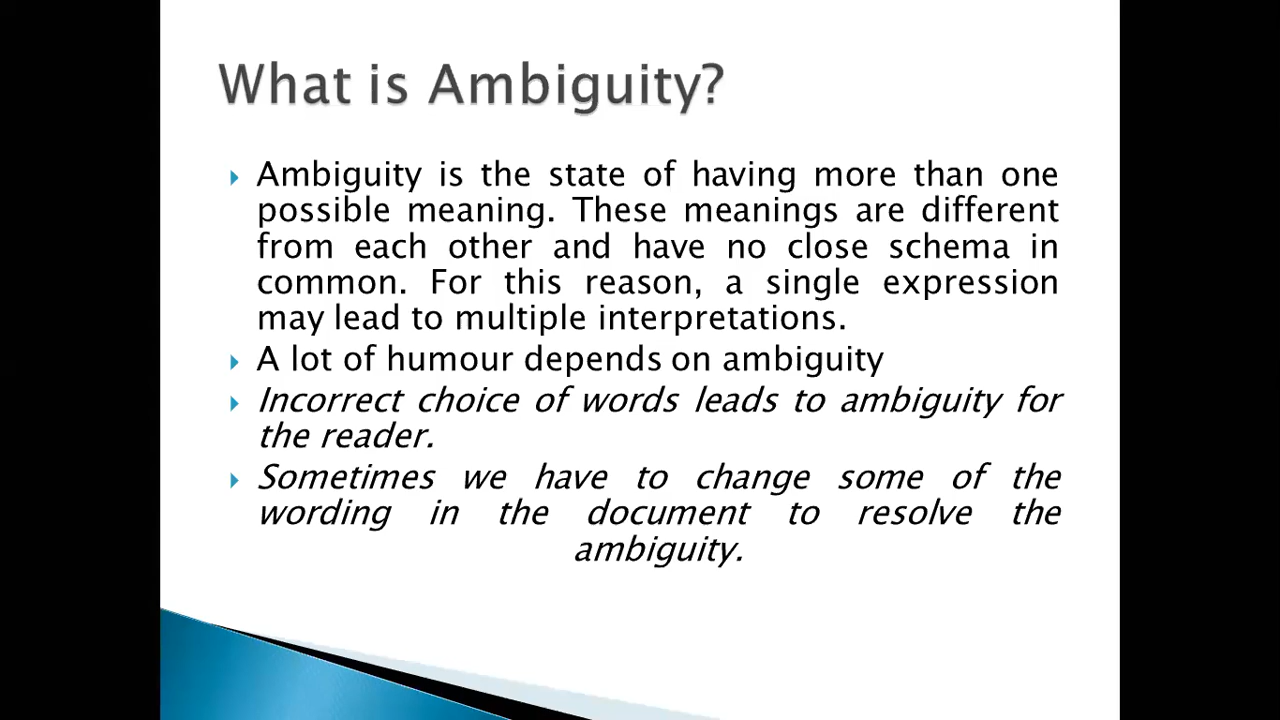 What is Ambiguity?
Ambiguity is the state of having more than one
possible meaning. These meanings are different
from each other and have no close schema in
common. For this reason, a single expression
may lead to multiple interpretations.
A lot of humour depends on ambiguity
Incorrect choice of words leads to ambiguity for
the reader.
Sometimes we have to change some of the
wording in the document to resolve the
ambiguity.